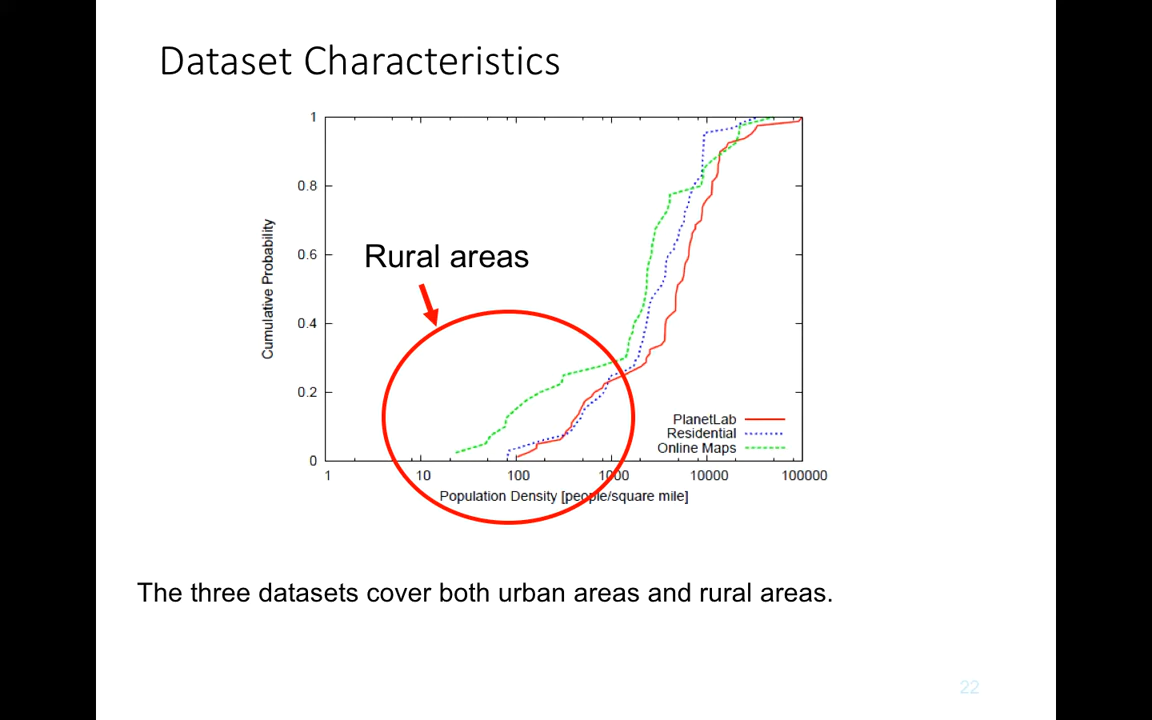 Dataset Characteristics
1
0.8
0.6
0.4
0.2
0
Cumulative Probability
Rural areas
PlanetLab
Residential
Online Maps
1 10 100 1000 10000 100000
Population Density [people/square mile]
The three datasets cover both urban areas and rural areas.
22